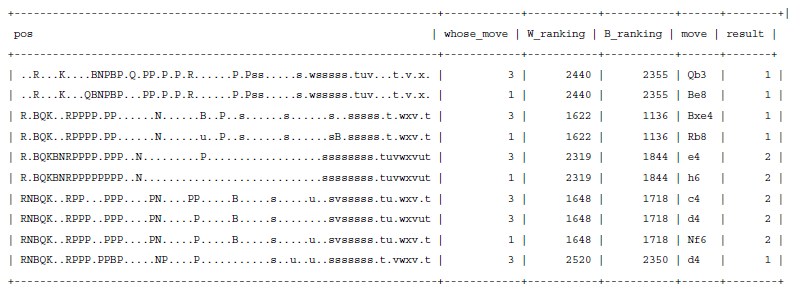 pos | whose_move | W_ranking | B_ranking | move | result |
| ..R...K....BNPBP.Q.PP.P.P.R......P.Pss.....s.wsssss.tuv...t.v.x. | 3 | 2440 | 2355 | Qb3 | 1 |
| ..R...K...QBNPBP...PP.P.P.R......P.Pss.....s.wsssss.tuv...t.v.x. | 1 | 2440 | 2355 | Be8 | 1 |
| R.BQK..RPPPP.PP......N......B..P..s......s......s..sssss.t.wxv.t | 3 | 1622 | 1136 | Bxe4 | 1 |
| R.BQK..RPPPP.PP......N......u..P..s......s......sB.sssss.t.wxv.t | 1 | 1622 | 1136 | Rb8 | 1 |
| R.BQKBNRPPPP.PPP..N.........P..................ssssssss.tuvwxvut | 3 | 2319 | 1844 | e4 | 2 |
| R.BQKBNRPPPPPPPP..N............................ssssssss.tuvwxvut | 1 | 2319 | 1844 | h6 | 2 |
| RNBQK..RPP...PPP....PN....PP.....B.....s.....u..svsssss.tu.wxv.t | 3 | 1648 | 1718 | c4 | 2 |
| RNBQK..RPPP..PPP....PN.....P.....B.....s........svssssss.tu.wxvut | 3 | 1648 | 1718 | d4 | 2 |
| RNBQK..RPPP..PPP....PN.....P.....B.....s........svssssss.tu.wxv.t | 1 | 1648 | 1718 | Nf6 | 2 |
| RNBQK..RPPP.PPBP.....NP....P.............s..u..u..sssssss.t.vwxv.t | 3 | 2520 | 2350 | d4 | 1 |